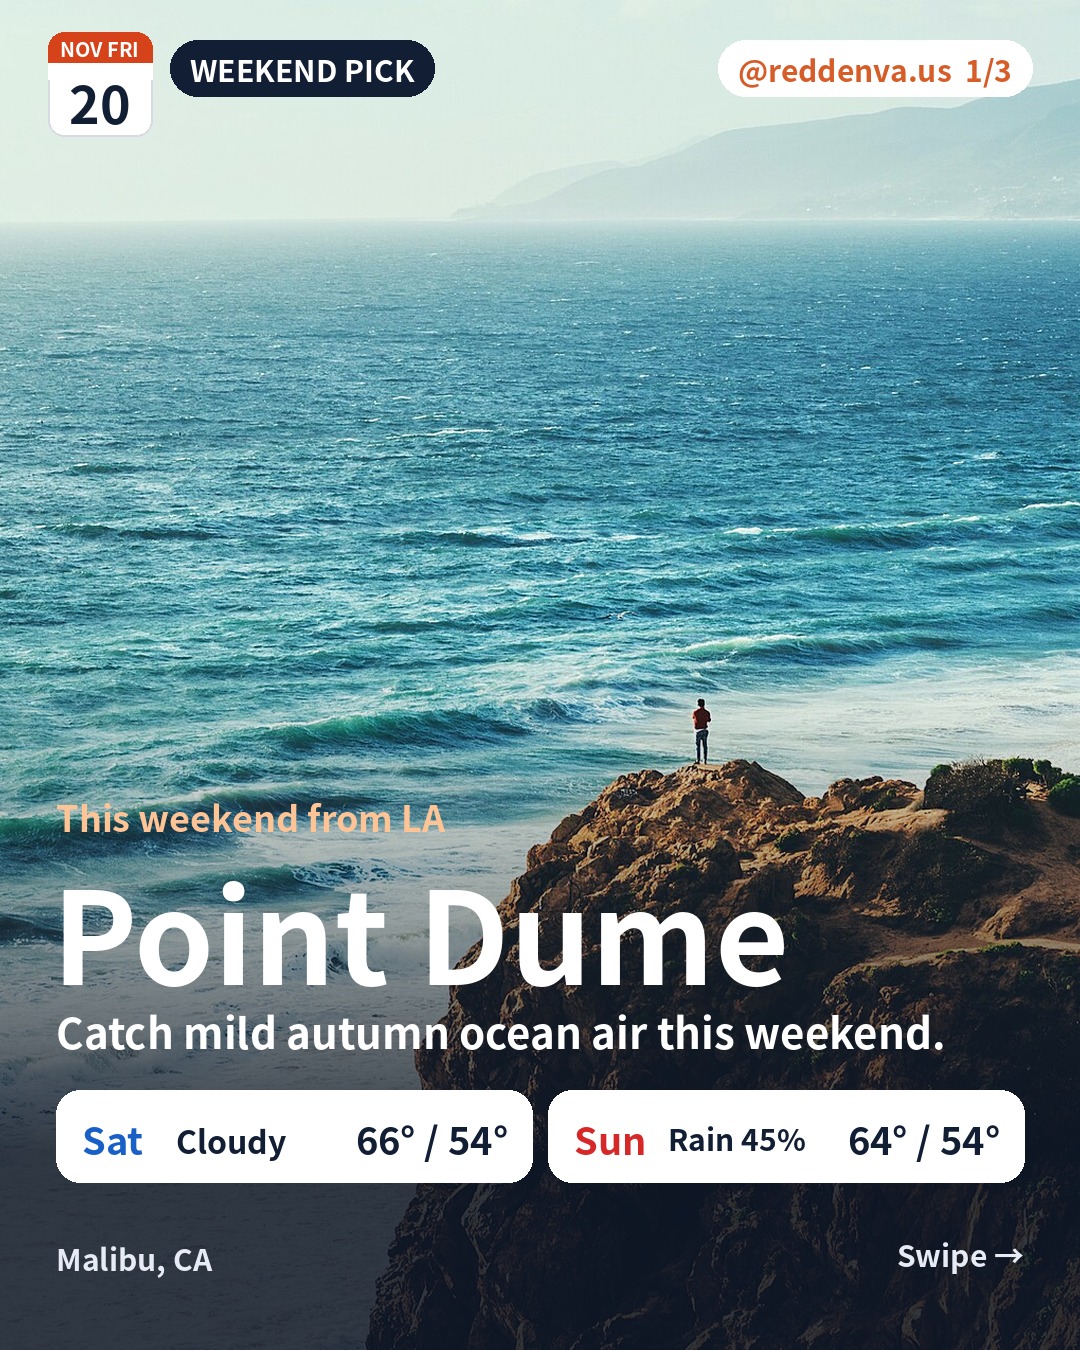 NOV FRI
20
WEEKEND PICK
@reddenva.us 1/3
This weekend from LA
Point Dume
Catch mild autumn ocean air this weekend.
Sat Cloudy 66° / 54°
Sun Rain 45% 64° / 54°
Malibu, CA
Swipe →